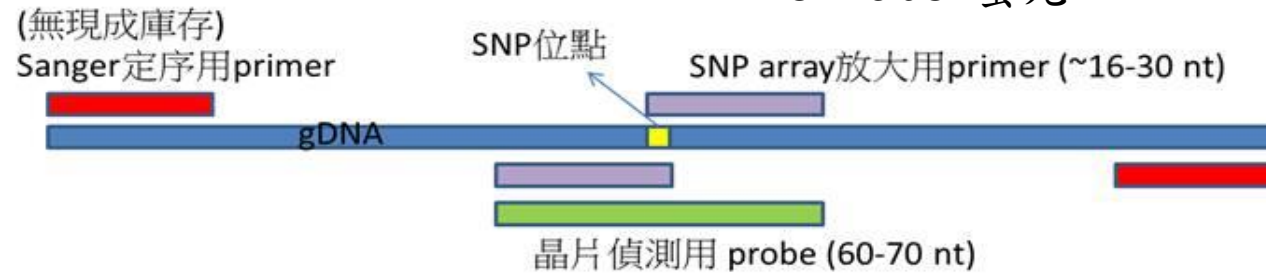 (無現成庫存)
Sanger定序用primer
SNP位點
SNP array放大用primer (~16-30 nt)
gDNA
晶片偵測用 probe (60-70 nt)